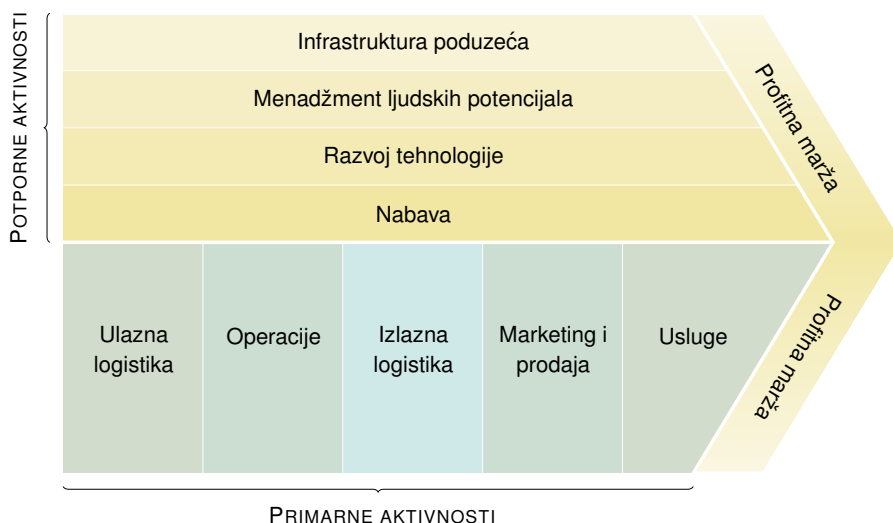 POTPORNE AKTIVNOSTI
Infrastruktura poduzeća
Menadžment ljudskih potencijala
Razvoj tehnologije
Nabava
Profitna marža
Ulazna
logistika
Operacije
Izlazna
logistika
Marketing i
prodaja
Usluge
Profitna marža
PRIMARNE AKTIVNOSTI